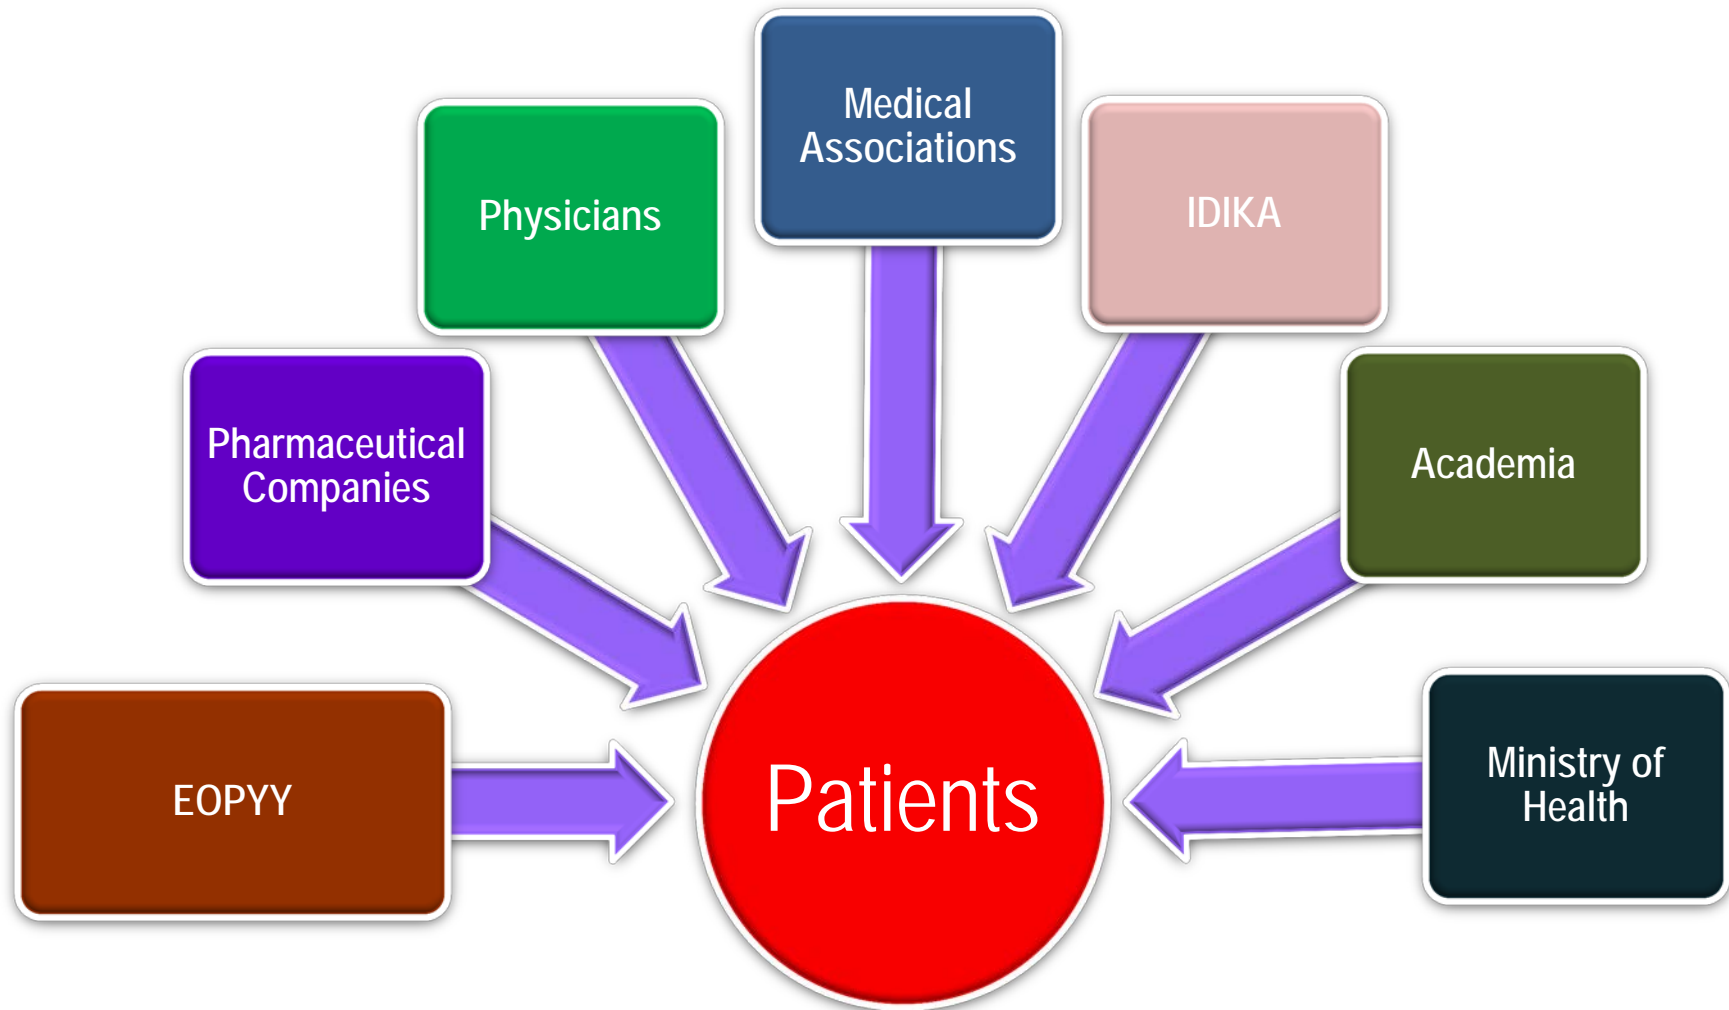 Medical
Associations
Physicians
IDIKA
Pharmaceutical
Companies
Academia
EOPYY
Patients
Ministry of
Health